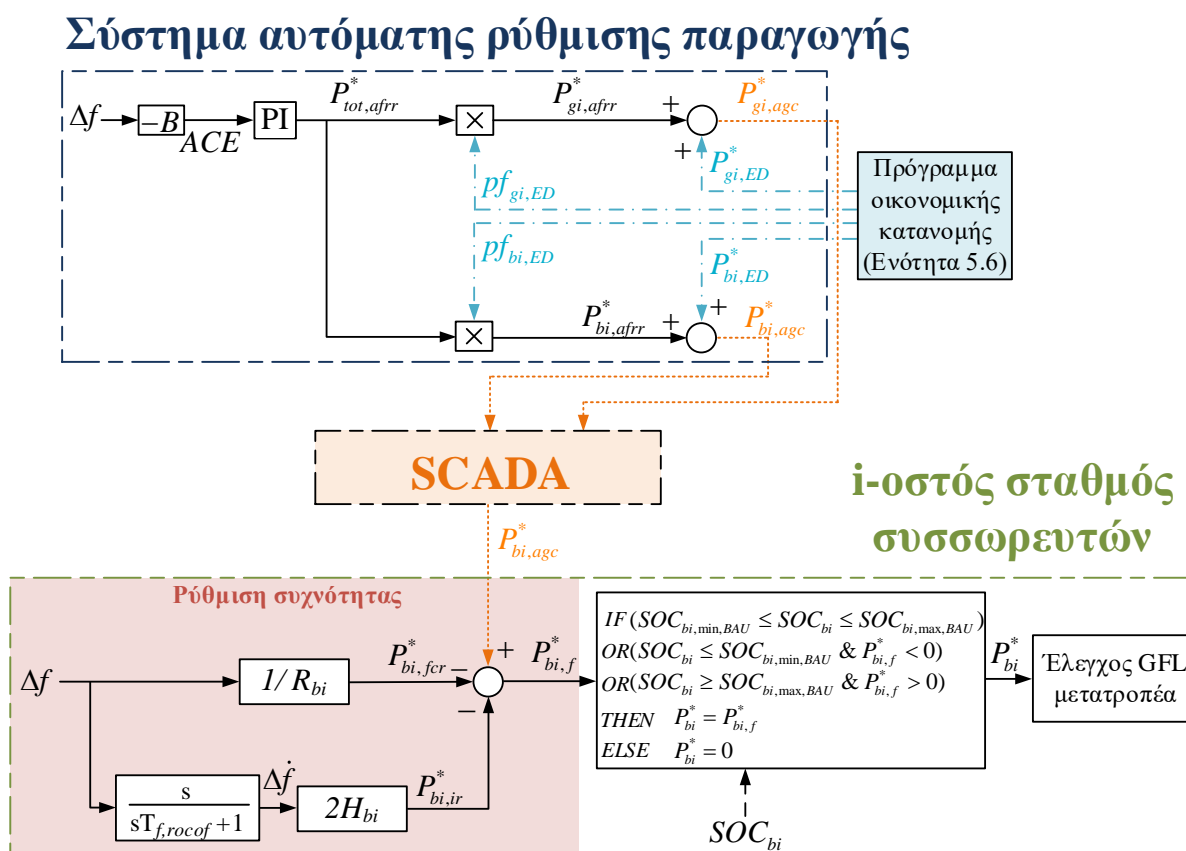 Σύστημα αυτόματης ρύθμισης παραγωγής
Δf
−B
ACE
PI
P*tot,afrr
×
P*gi,afrr
+
+
P*gi,agc
pf gi,ED
P*gi,ED
pf bi,ED
P*bi,ED
Πρόγραμμα
οικονομικής
κατανομής
(Ενότητα 5.6)
×
P*bi,afrr
+
+
P*bi,agc
SCADA
P*bi,agc
i-οστός σταθμός
συσσωρευτών
Ρύθμιση συχνότητας
Δf
1/ Rbi
P*bi,fcr
−
+
−
P*bi,f
s
sTf,rocof +1
Δḟ
2Hbi
P*bi,ir
IF (SOCbi,min,BAU ≤ SOCbi ≤ SOCbi,max,BAU)
OR(SOCbi ≤ SOCbi,min,BAU & P*bi,f < 0)
OR(SOCbi ≥ SOCbi,max,BAU & P*bi,f > 0)
THEN P*bi = P*bi,f
ELSE P*bi = 0
SOCbi
P*bi
Έλεγχος GFL
μετατροπέα